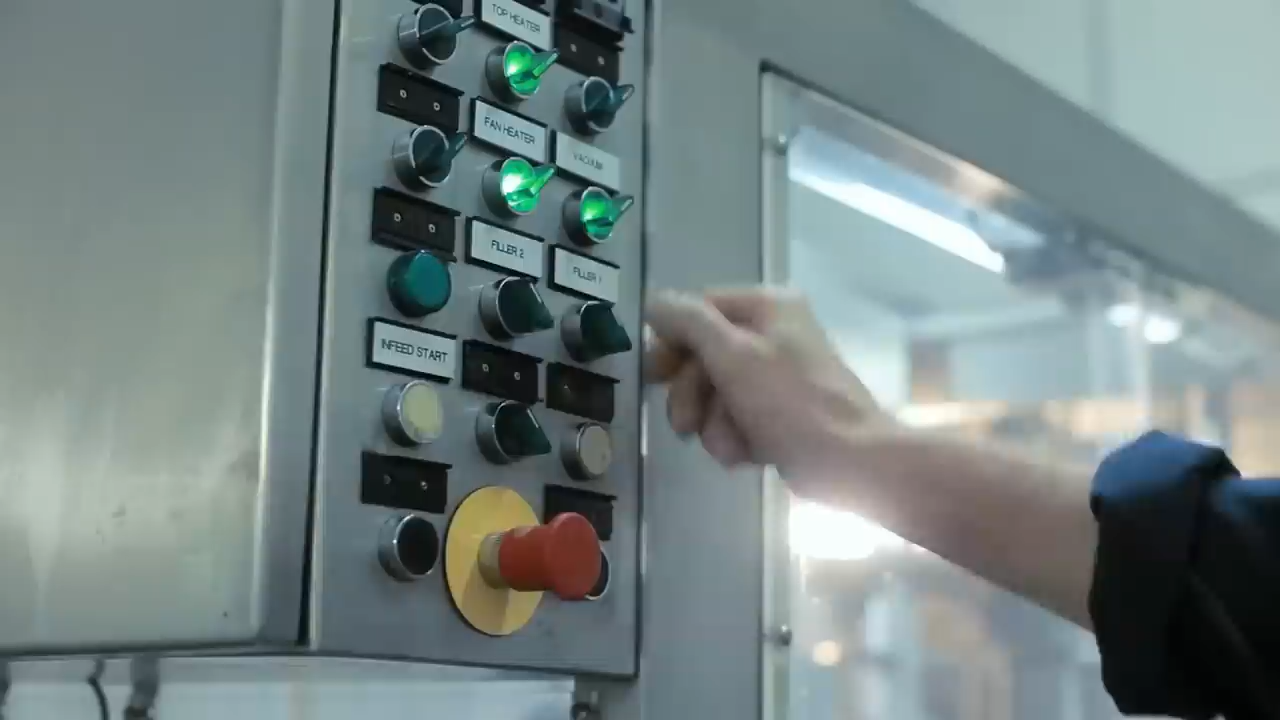 TOP HEATER
FAN HEATER
VACUUM
FILLER 2
FILLER 1
INFEED START